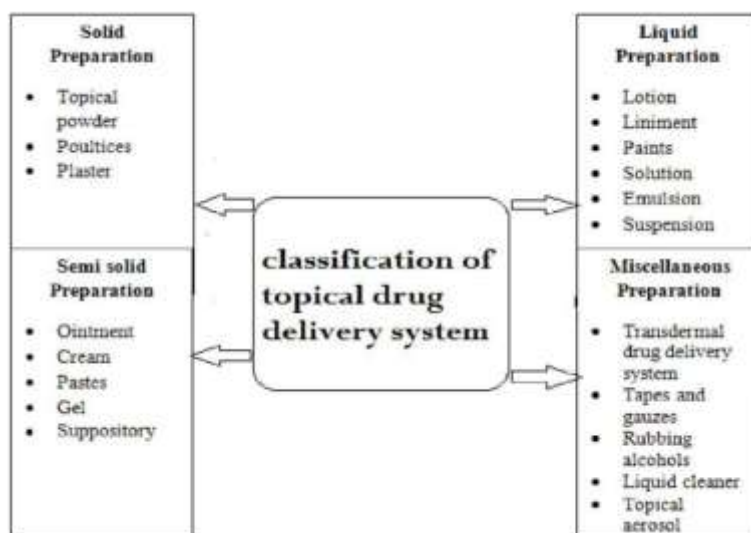 Solid
Preparation
• Topical
powder
• Poultices
• Plaster
Semi solid
Preparation
• Ointment
• Cream
• Pastes
• Gel
• Suppository
classification of
topical drug
delivery system
Liquid
Preparation
• Lotion
• Liniment
• Paints
• Solution
• Emulsion
• Suspension
Miscellaneous
Preparation
• Transdermal
drug delivery
system
• Tapes and
gauzes
• Rubbing
alcohols
• Liquid cleaner
• Topical
aerosol